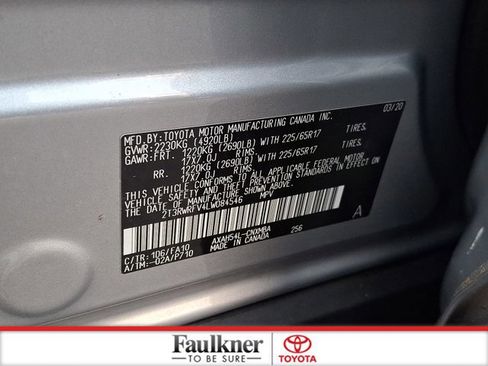 MFD. BY: TOYOTA MOTOR MANUFACTURING CANADA INC. 03/20
GVWR: 2230KG (4920LB)
GAWR: FRT. 1220KG (2690LB) WITH 225/65R17 TIRES,
17X7.0J RIMS,
RR. 1220KG (2690LB) WITH 225/65R17 TIRES,
17X7.0J RIMS,
THIS VEHICLE CONFORMS TO ALL APPLICABLE FEDERAL MOTOR
VEHICLE SAFETY AND THEFT PREVENTION STANDARDS IN EFFECT ON
THE DATE OF MANUFACTURE SHOWN ABOVE.
2T3RWRFV4LW084546 MPV
A
C/TR: 1D6/FA10 AXAH54L-CNXMBA
A/TM: -02A/P710 MADE IN CANADA 256
Faulkner
TO BE SURE
TOYOTA